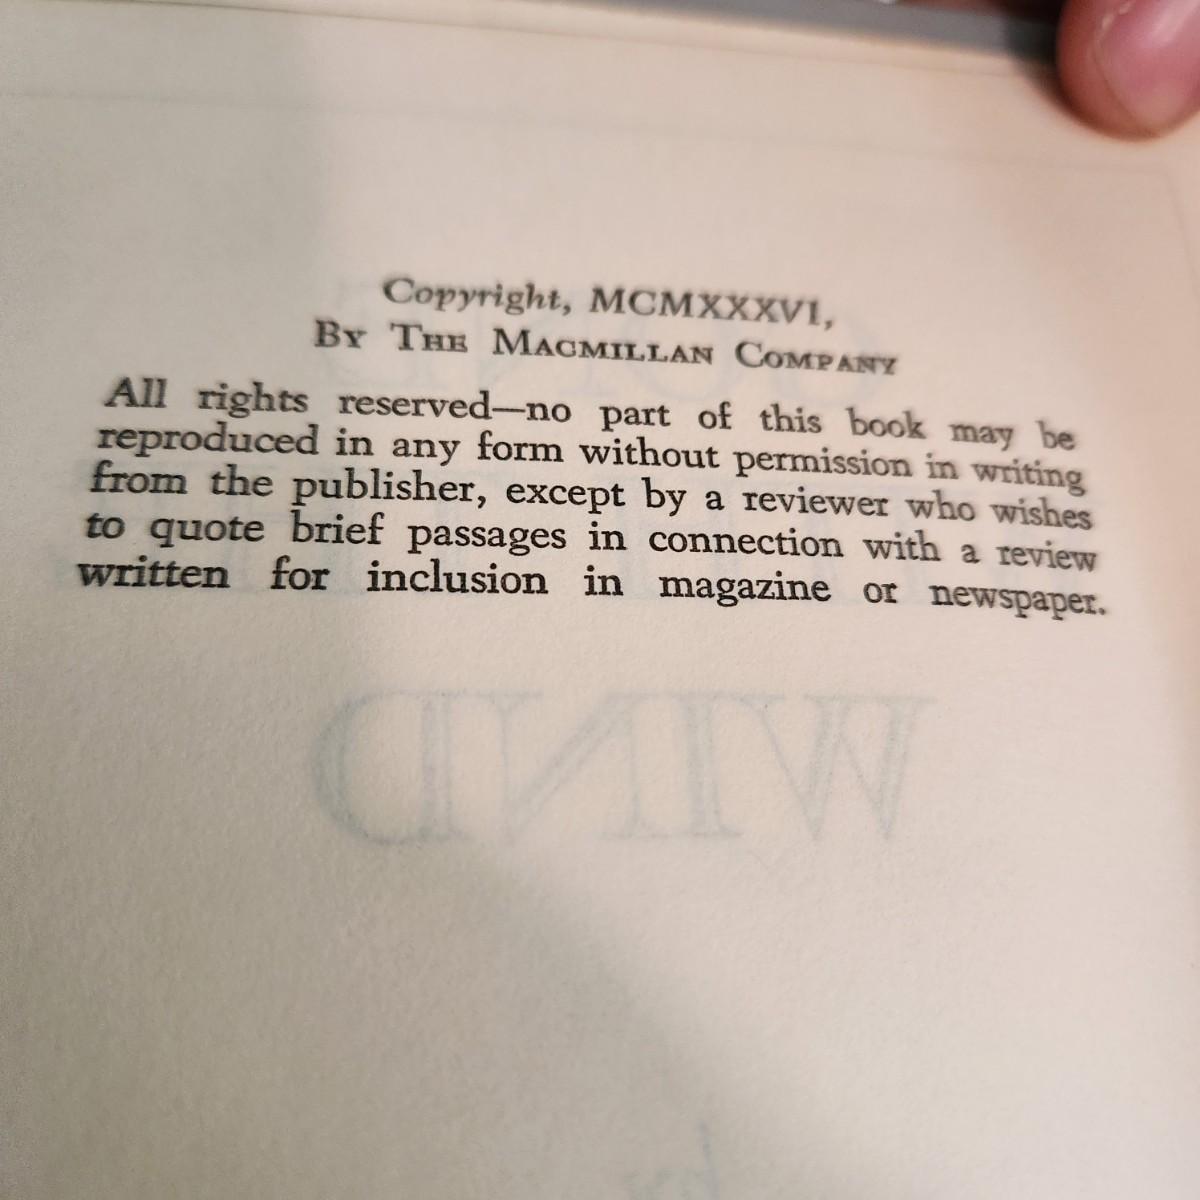 Copyright, MCMXXXVI,
By The Macmillan Company
All rights reserved—no part of this book may be
reproduced in any form without permission in writing
from the publisher, except by a reviewer who wishes
to quote brief passages in connection with a review
written for inclusion in magazine or newspaper.
WIND
by